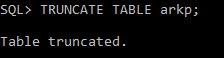 SQL> TRUNCATE TABLE arkp;
Table truncated.